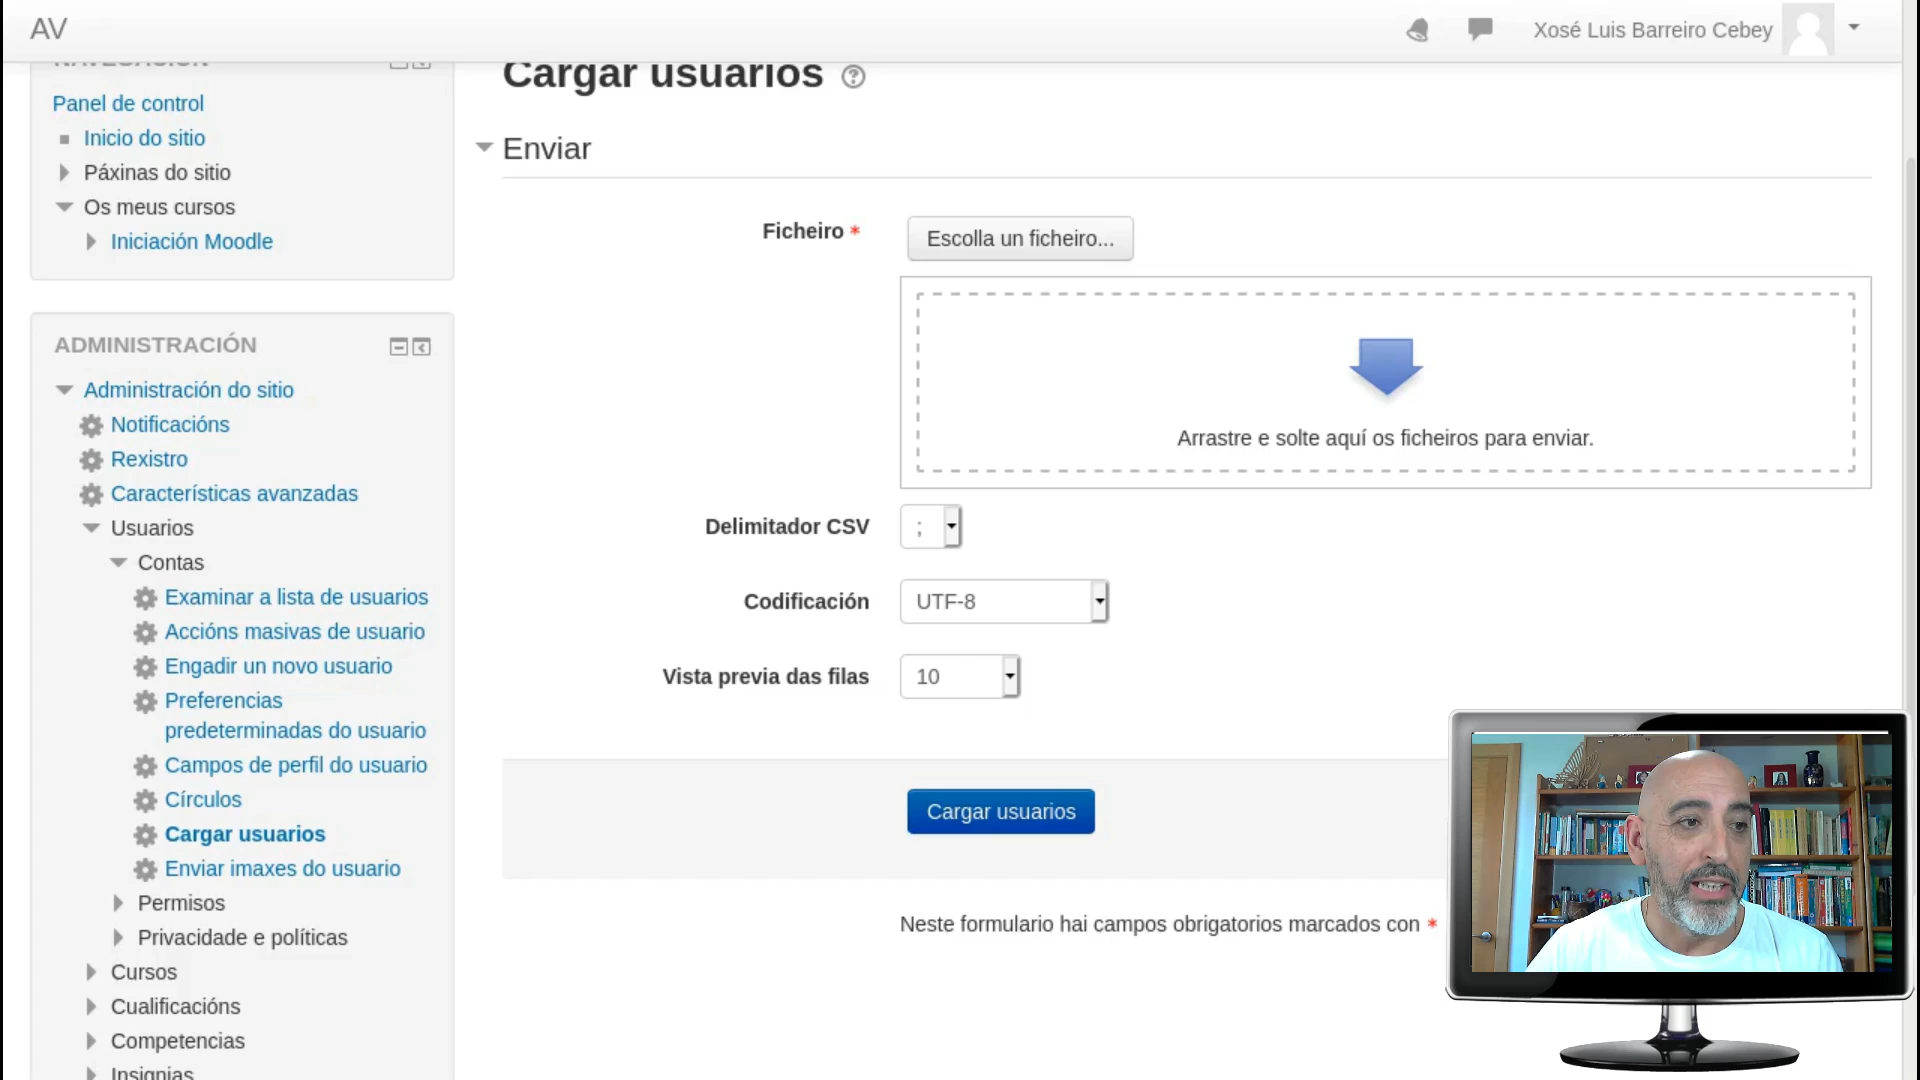 AV
Xosé Luis Barreiro Cebey
NAVEGACIÓN
Panel de control
Inicio do sitio
Páxinas do sitio
Os meus cursos
Iniciación Moodle
ADMINISTRACIÓN
Administración do sitio
Notificacións
Rexistro
Características avanzadas
Usuarios
Contas
Examinar a lista de usuarios
Accións masivas de usuario
Engadir un novo usuario
Preferencias
predeterminadas do usuario
Campos de perfil do usuario
Círculos
Cargar usuarios
Enviar imaxes do usuario
Permisos
Privacidade e políticas
Cursos
Cualificacións
Competencias
Insignias
Cargar usuarios
Enviar
Ficheiro *
Escolla un ficheiro...
Arrastre e solte aquí os ficheiros para enviar.
Delimitador CSV ;
Codificación UTF-8
Vista previa das filas 10
Cargar usuarios
Neste formulario hai campos obrigatorios marcados con *